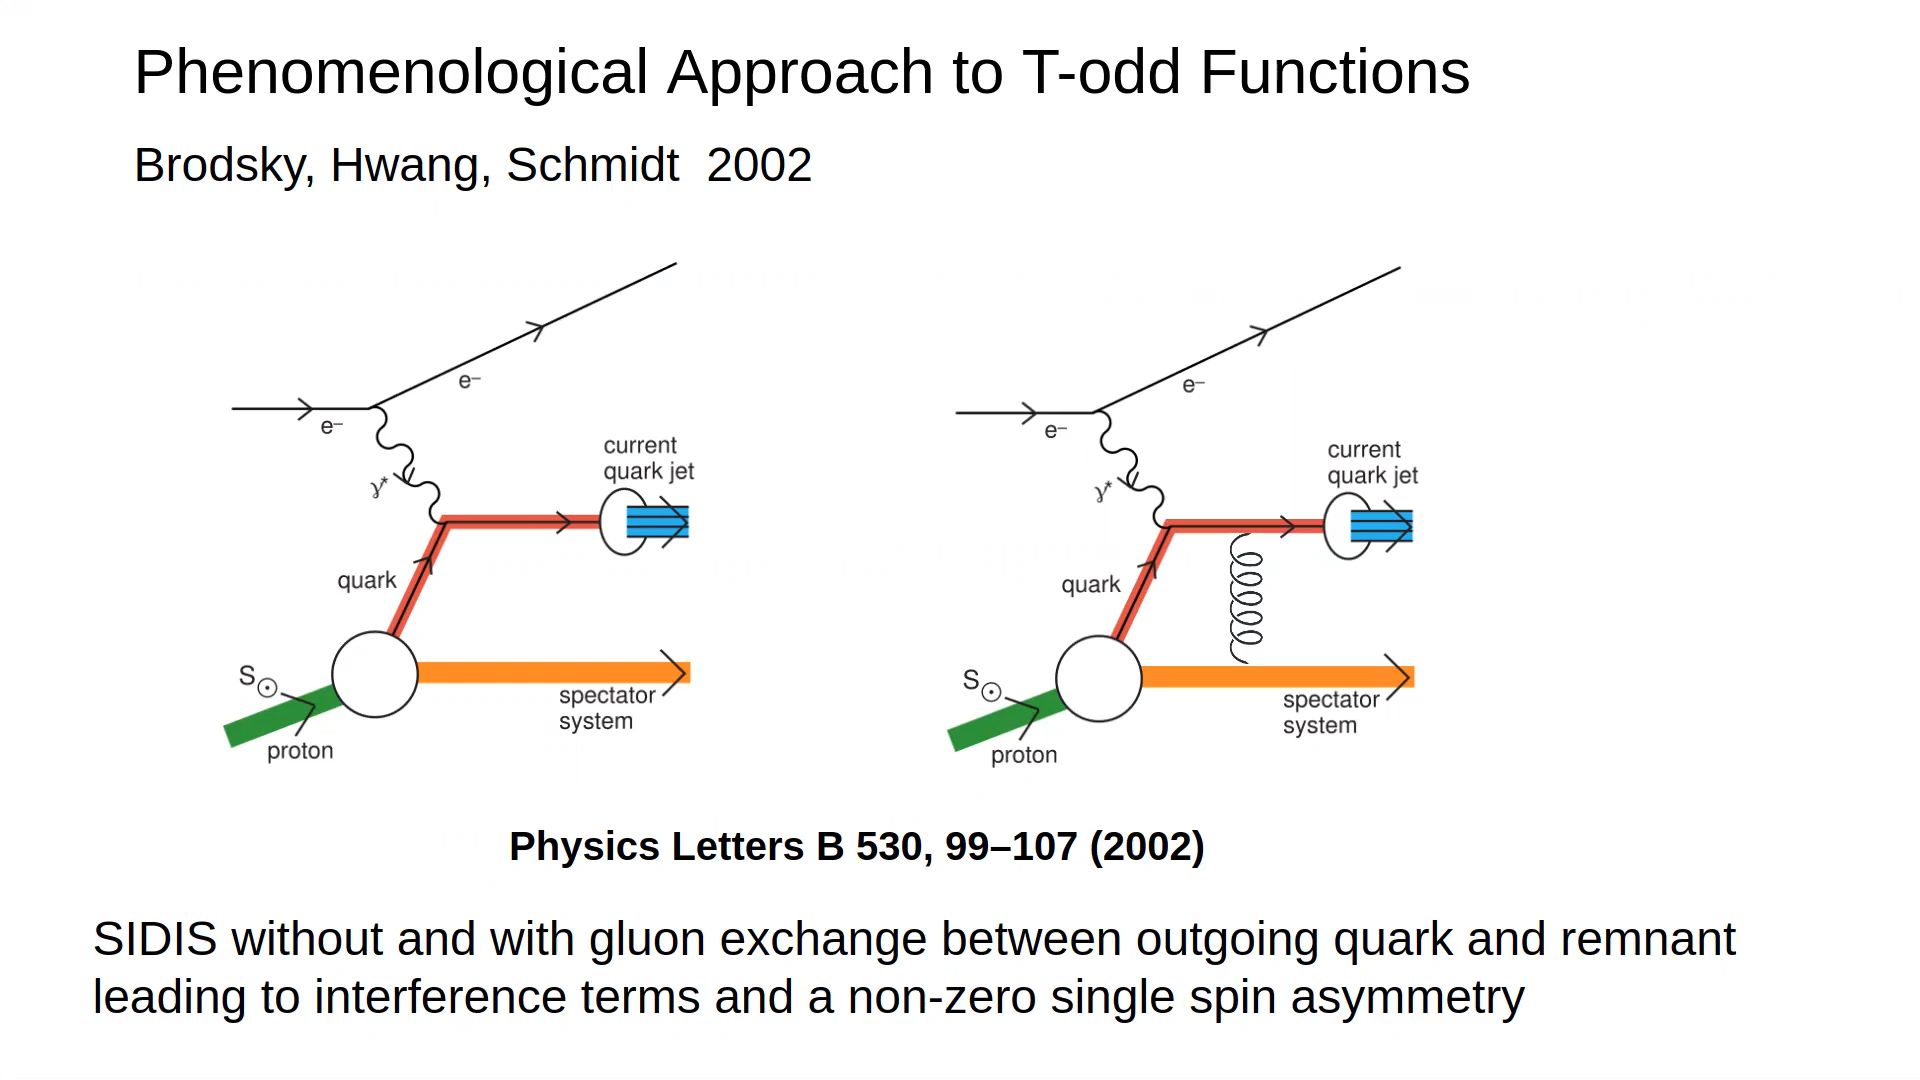 Phenomenological Approach to T-odd Functions
Brodsky, Hwang, Schmidt  2002
e–
e–
γ*
current
quark jet
quark
S
spectator
system
proton
e–
e–
γ*
current
quark jet
quark
S
spectator
system
proton
Physics Letters B 530, 99–107 (2002)
SIDIS without and with gluon exchange between outgoing quark and remnant
leading to interference terms and a non-zero single spin asymmetry